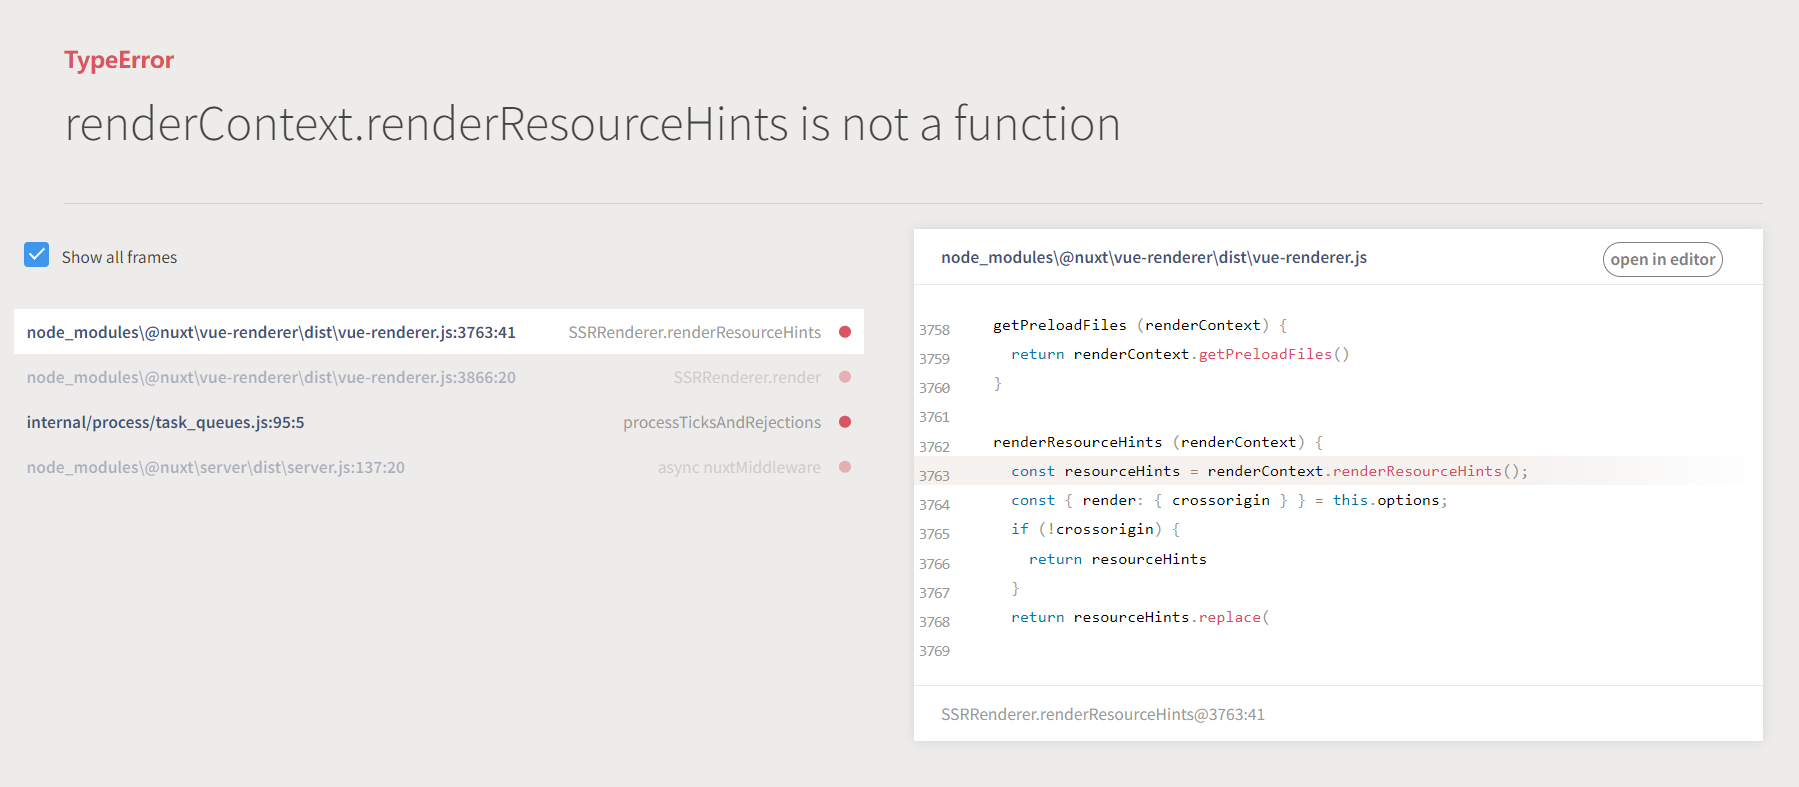 TypeError
renderContext.renderResourceHints is not a function
Show all frames
node_modules\@nuxt\vue-renderer\dist\vue-renderer.js:3763:41 SSRRenderer.renderResourceHints
node_modules\@nuxt\vue-renderer\dist\vue-renderer.js:3866:20 SSRRenderer.render
internal/process/task_queues.js:95:5 processTicksAndRejections
node_modules\@nuxt\server\dist\server.js:137:20 async nuxtMiddleware
node_modules\@nuxt\vue-renderer\dist\vue-renderer.js open in editor
3758 getPreloadFiles (renderContext) {
3759 return renderContext.getPreloadFiles()
3760 }
3761
3762 renderResourceHints (renderContext) {
3763 const resourceHints = renderContext.renderResourceHints();
3764 const { render: { crossorigin } } = this.options;
3765 if (!crossorigin) {
3766 return resourceHints
3767 }
3768 return resourceHints.replace(
3769
SSRRenderer.renderResourceHints@3763:41